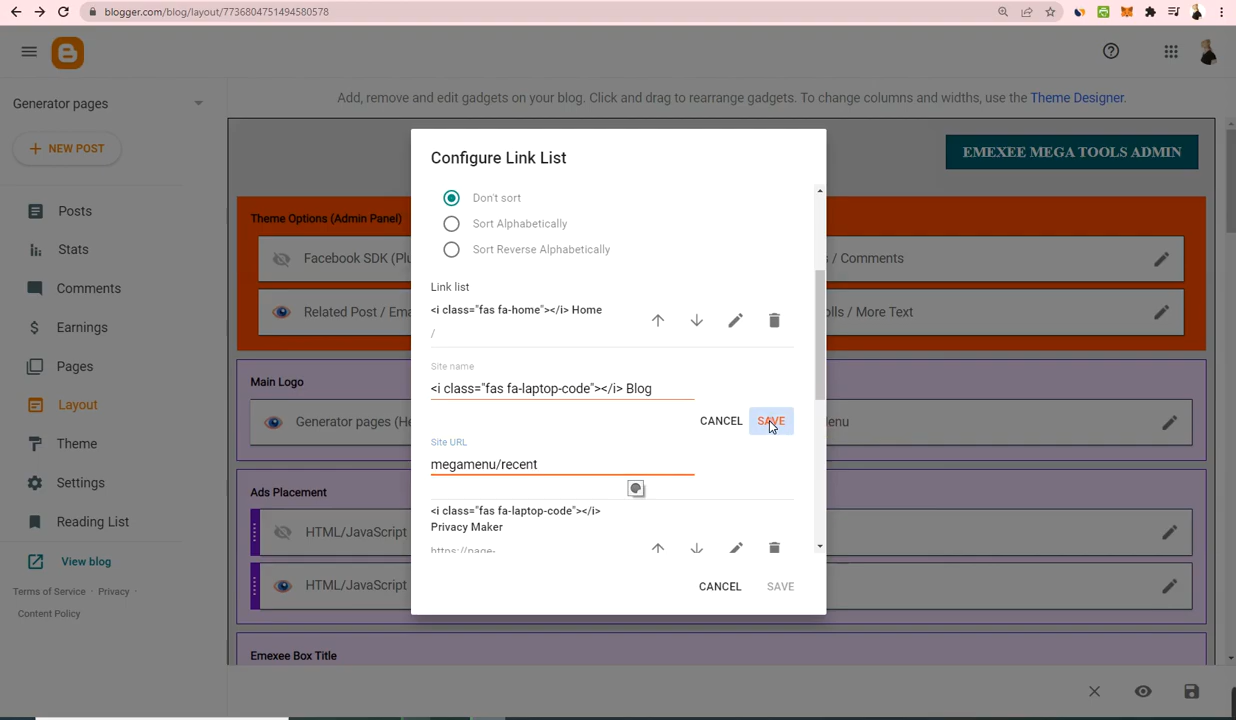 blogger.com/blog/layout/7736804751494580578
Generator pages
Add, remove and edit gadgets on your blog. Click and drag to rearrange gadgets. To change columns and widths, use the Theme Designer.
NEW POST
Posts
Stats
Comments
Earnings
Pages
Layout
Theme
Settings
Reading List
View blog
Terms of Service · Privacy ·
Content Policy
EMEXEE MEGA TOOLS ADMIN
Theme Options (Admin Panel)
Facebook SDK (Plu
/ Comments
Related Post / Ema
olls / More Text
Main Logo
Generator pages (He
enu
Ads Placement
HTML/JavaScript
HTML/JavaScript
Emexee Box Title
Configure Link List
Don't sort
Sort Alphabetically
Sort Reverse Alphabetically
Link list
<i class="fas fa-home"></i> Home
/
Site name
<i class="fas fa-laptop-code"></i> Blog
CANCEL SAVE
Site URL
megamenu/recent
<i class="fas fa-laptop-code"></i>
Privacy Maker
https://page-
CANCEL SAVE